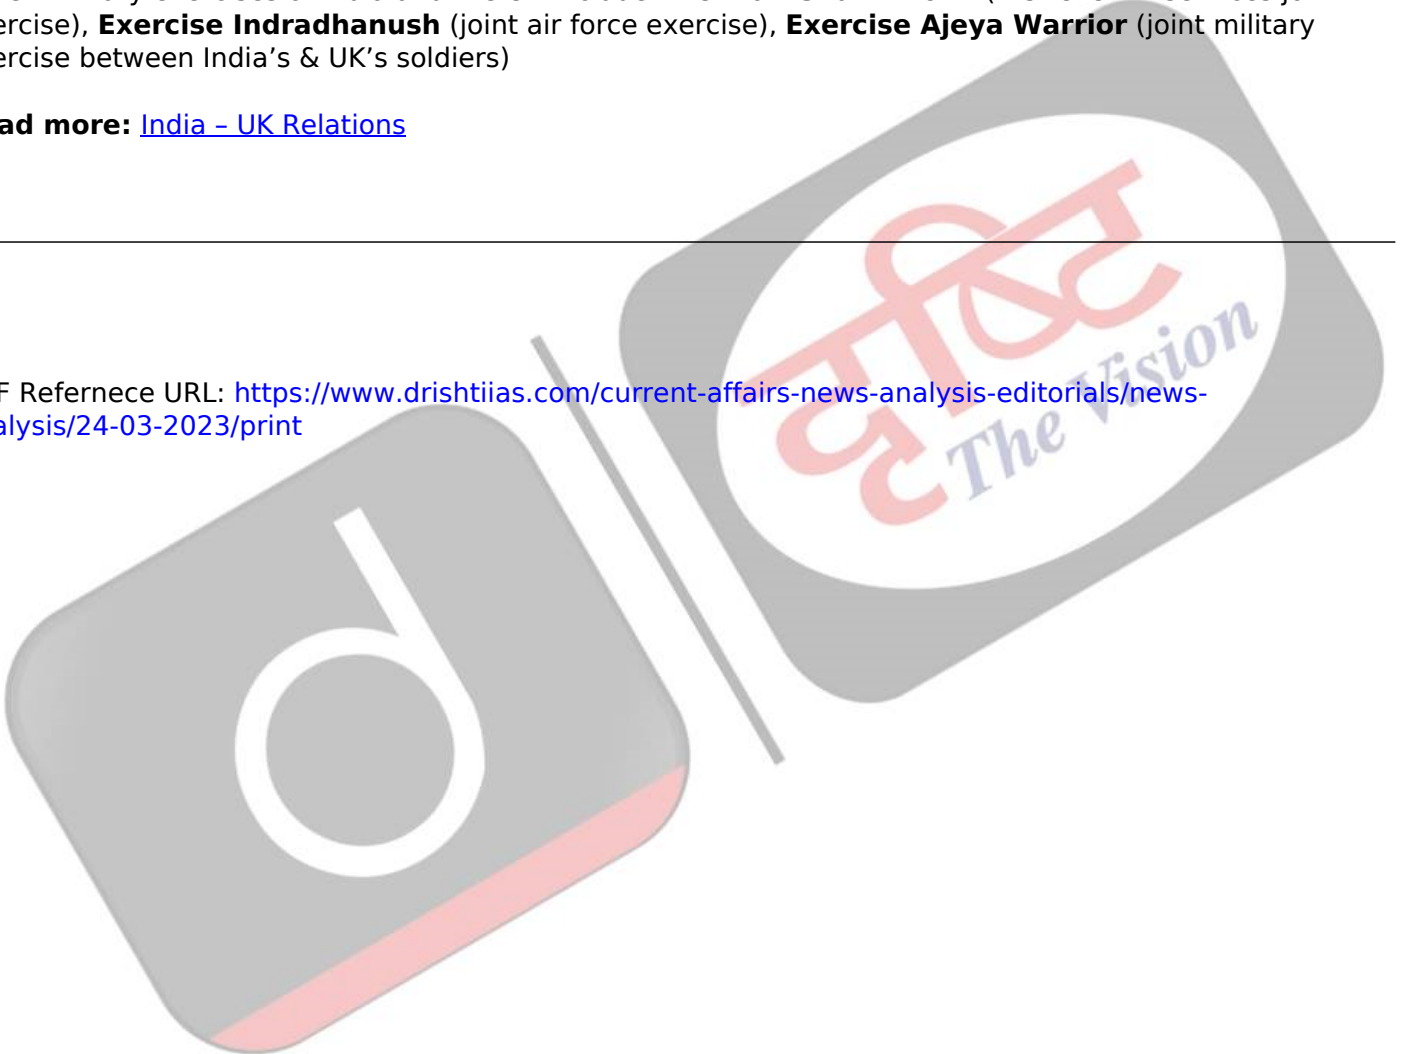 ercise), Exercise Indradhanush (joint air force exercise), Exercise Ajeya Warrior (joint military
ercise between India’s & UK’s soldiers)
ad more: India – UK Relations
दृष्टि
The Vision
F Refernece URL: https://www.drishtiias.com/current-affairs-news-analysis-editorials/news-
alysis/24-03-2023/print
d